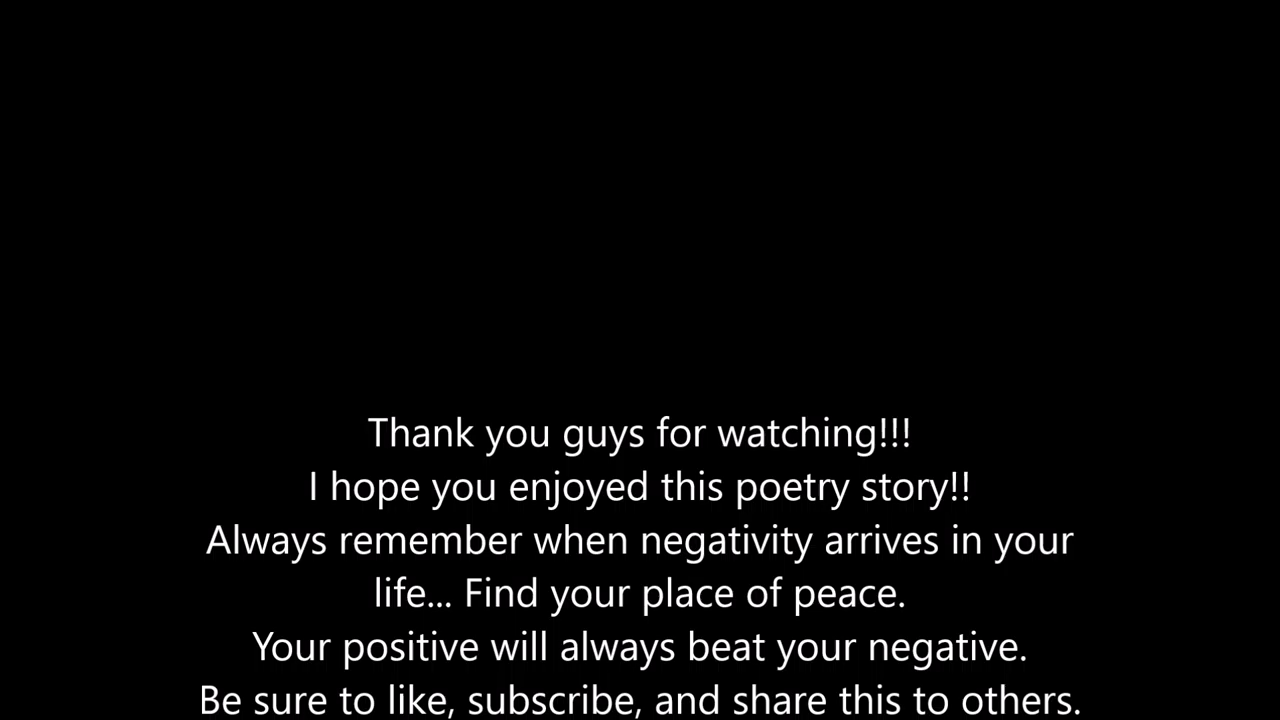 Thank you guys for watching!!!
I hope you enjoyed this poetry story!!
Always remember when negativity arrives in your
life... Find your place of peace.
Your positive will always beat your negative.
Be sure to like, subscribe, and share this to others.